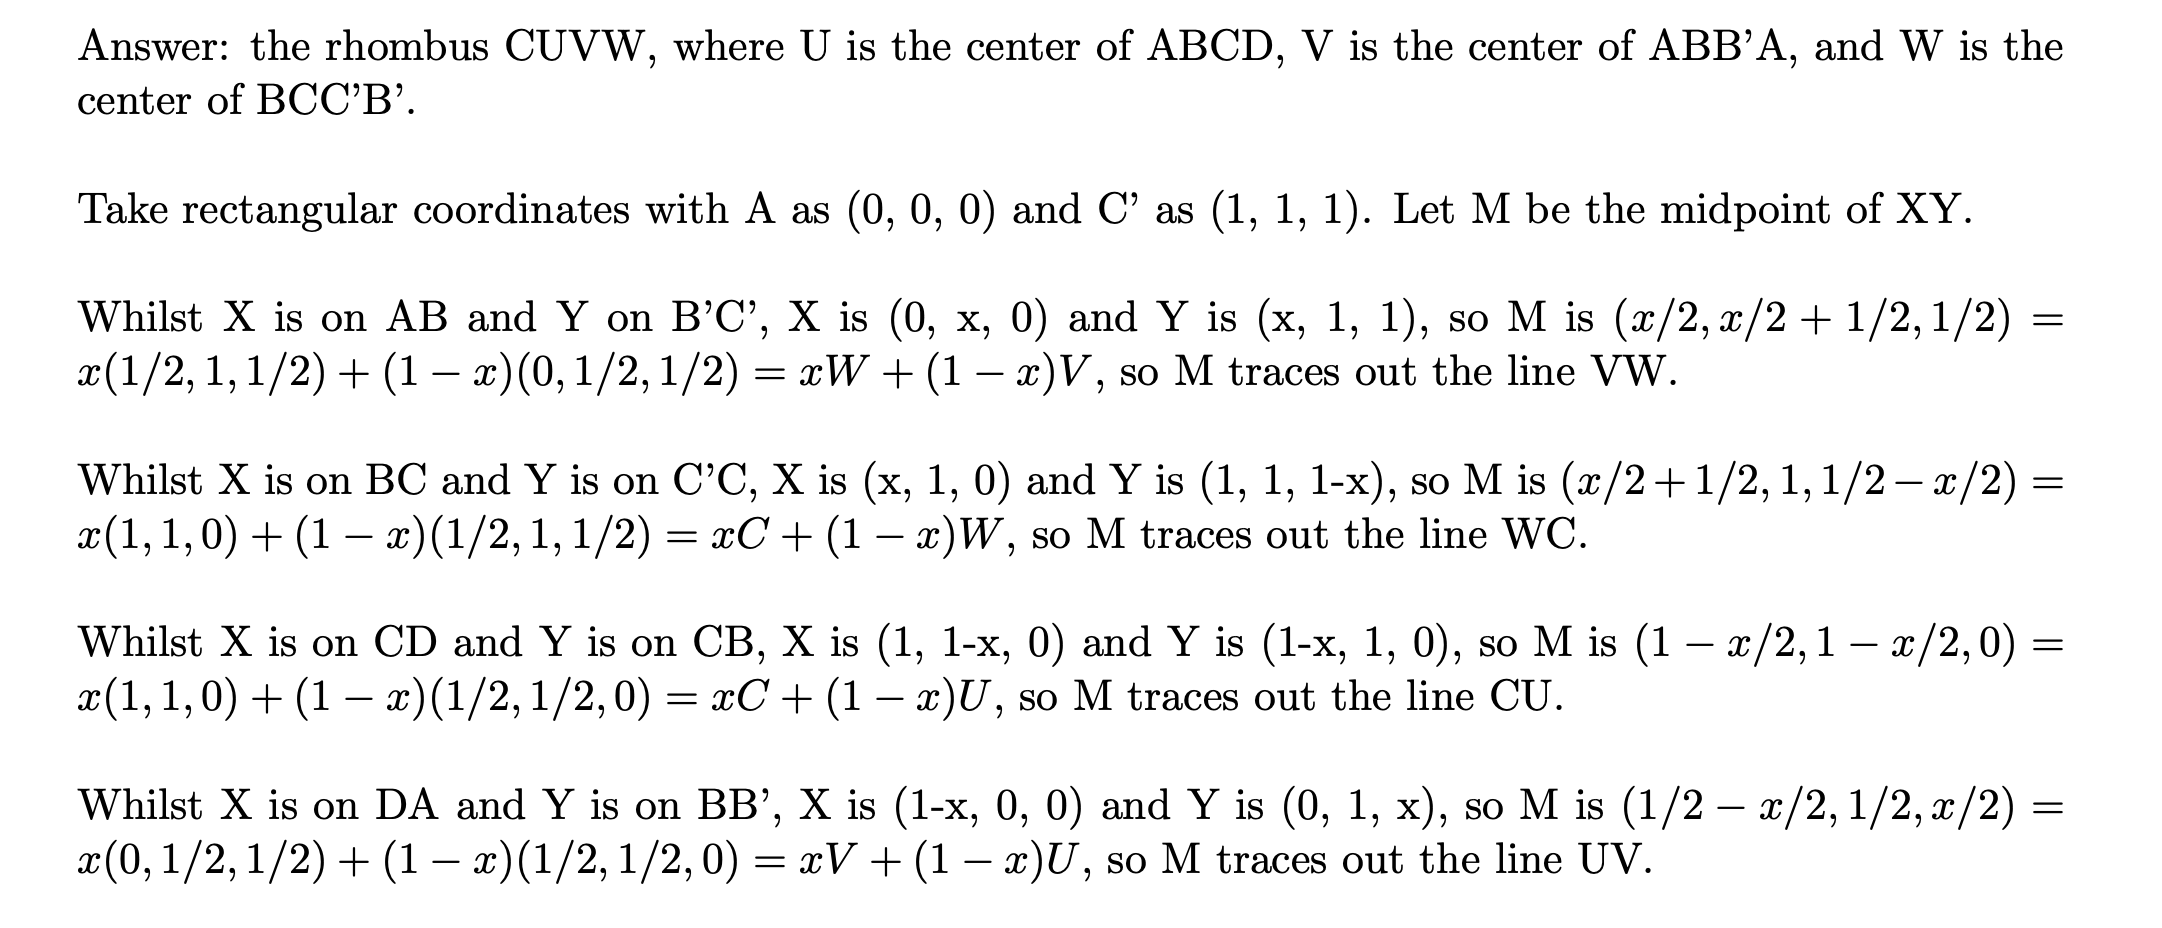 Answer: the rhombus CUVW, where U is the center of ABCD, V is the center of ABB’A, and W is the
center of BCC’B’.
Take rectangular coordinates with A as (0, 0, 0) and C’ as (1, 1, 1). Let M be the midpoint of XY.
Whilst X is on AB and Y on B’C’, X is (0, x, 0) and Y is (x, 1, 1), so M is (x/2, x/2 + 1/2, 1/2) =
x(1/2, 1, 1/2) + (1 − x)(0, 1/2, 1/2) = xW + (1 − x)V, so M traces out the line VW.
Whilst X is on BC and Y is on C’C, X is (x, 1, 0) and Y is (1, 1, 1-x), so M is (x/2 + 1/2, 1, 1/2 − x/2) =
x(1, 1, 0) + (1 − x)(1/2, 1, 1/2) = xC + (1 − x)W, so M traces out the line WC.
Whilst X is on CD and Y is on CB, X is (1, 1-x, 0) and Y is (1-x, 1, 0), so M is (1 − x/2, 1 − x/2, 0) =
x(1, 1, 0) + (1 − x)(1/2, 1/2, 0) = xC + (1 − x)U, so M traces out the line CU.
Whilst X is on DA and Y is on BB’, X is (1-x, 0, 0) and Y is (0, 1, x), so M is (1/2 − x/2, 1/2, x/2) =
x(0, 1/2, 1/2) + (1 − x)(1/2, 1/2, 0) = xV + (1 − x)U, so M traces out the line UV.